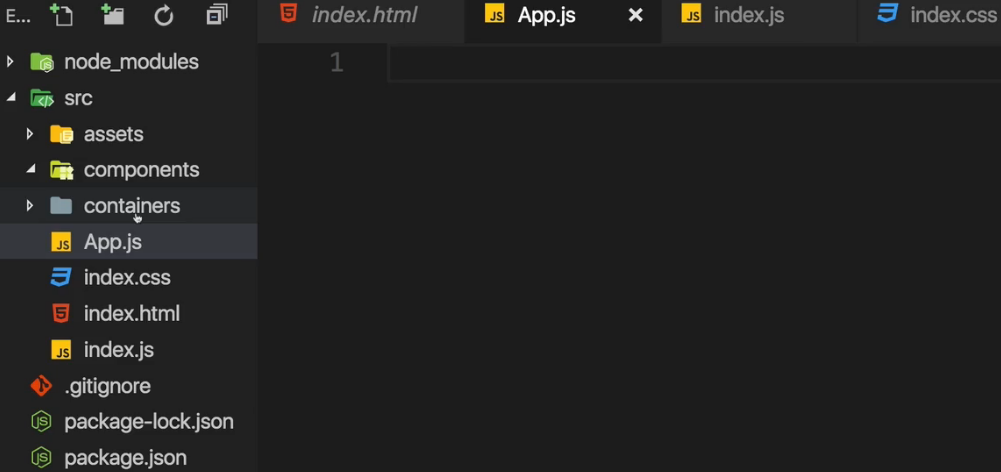 E... index.html App.js index.js index.css
1
node_modules
src
assets
components
containers
App.js
index.css
index.html
index.js
.gitignore
package-lock.json
package.json